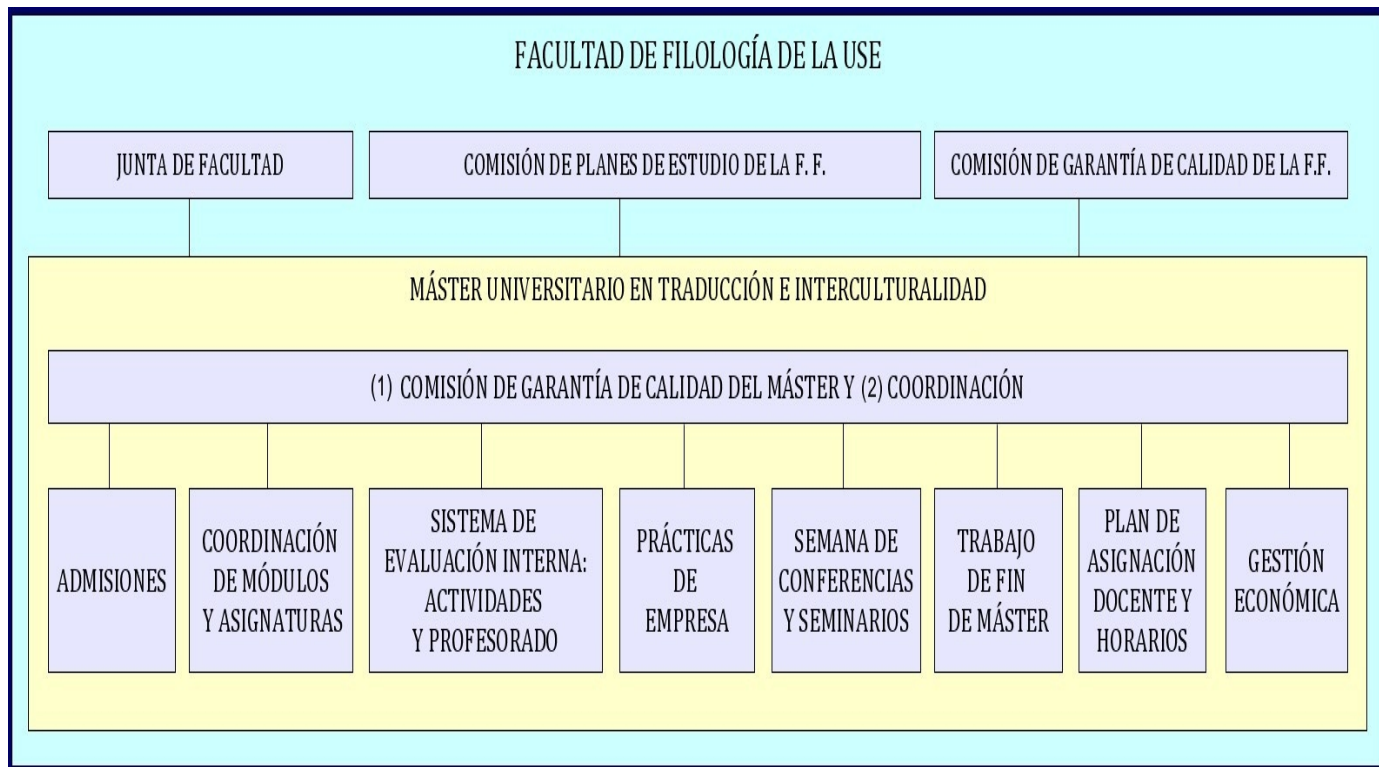 FACULTAD DE FILOLOGÍA DE LA USE
JUNTA DE FACULTAD
COMISIÓN DE PLANES DE ESTUDIO DE LA F. F.
COMISIÓN DE GARANTÍA DE CALIDAD DE LA F.F.
MÁSTER UNIVERSITARIO EN TRADUCCIÓN E INTERCULTURALIDAD
(1) COMISIÓN DE GARANTÍA DE CALIDAD DEL MÁSTER Y (2) COORDINACIÓN
ADMISIONES
COORDINACIÓN
DE MÓDULOS
Y ASIGNATURAS
SISTEMA DE
EVALUACIÓN INTERNA:
ACTIVIDADES
Y PROFESORADO
PRÁCTICAS
DE
EMPRESA
SEMANA DE
CONFERENCIAS
Y SEMINARIOS
TRABAJO
DE FIN
DE MÁSTER
PLAN DE
ASIGNACIÓN
DOCENTE Y
HORARIOS
GESTIÓN
ECONÓMICA